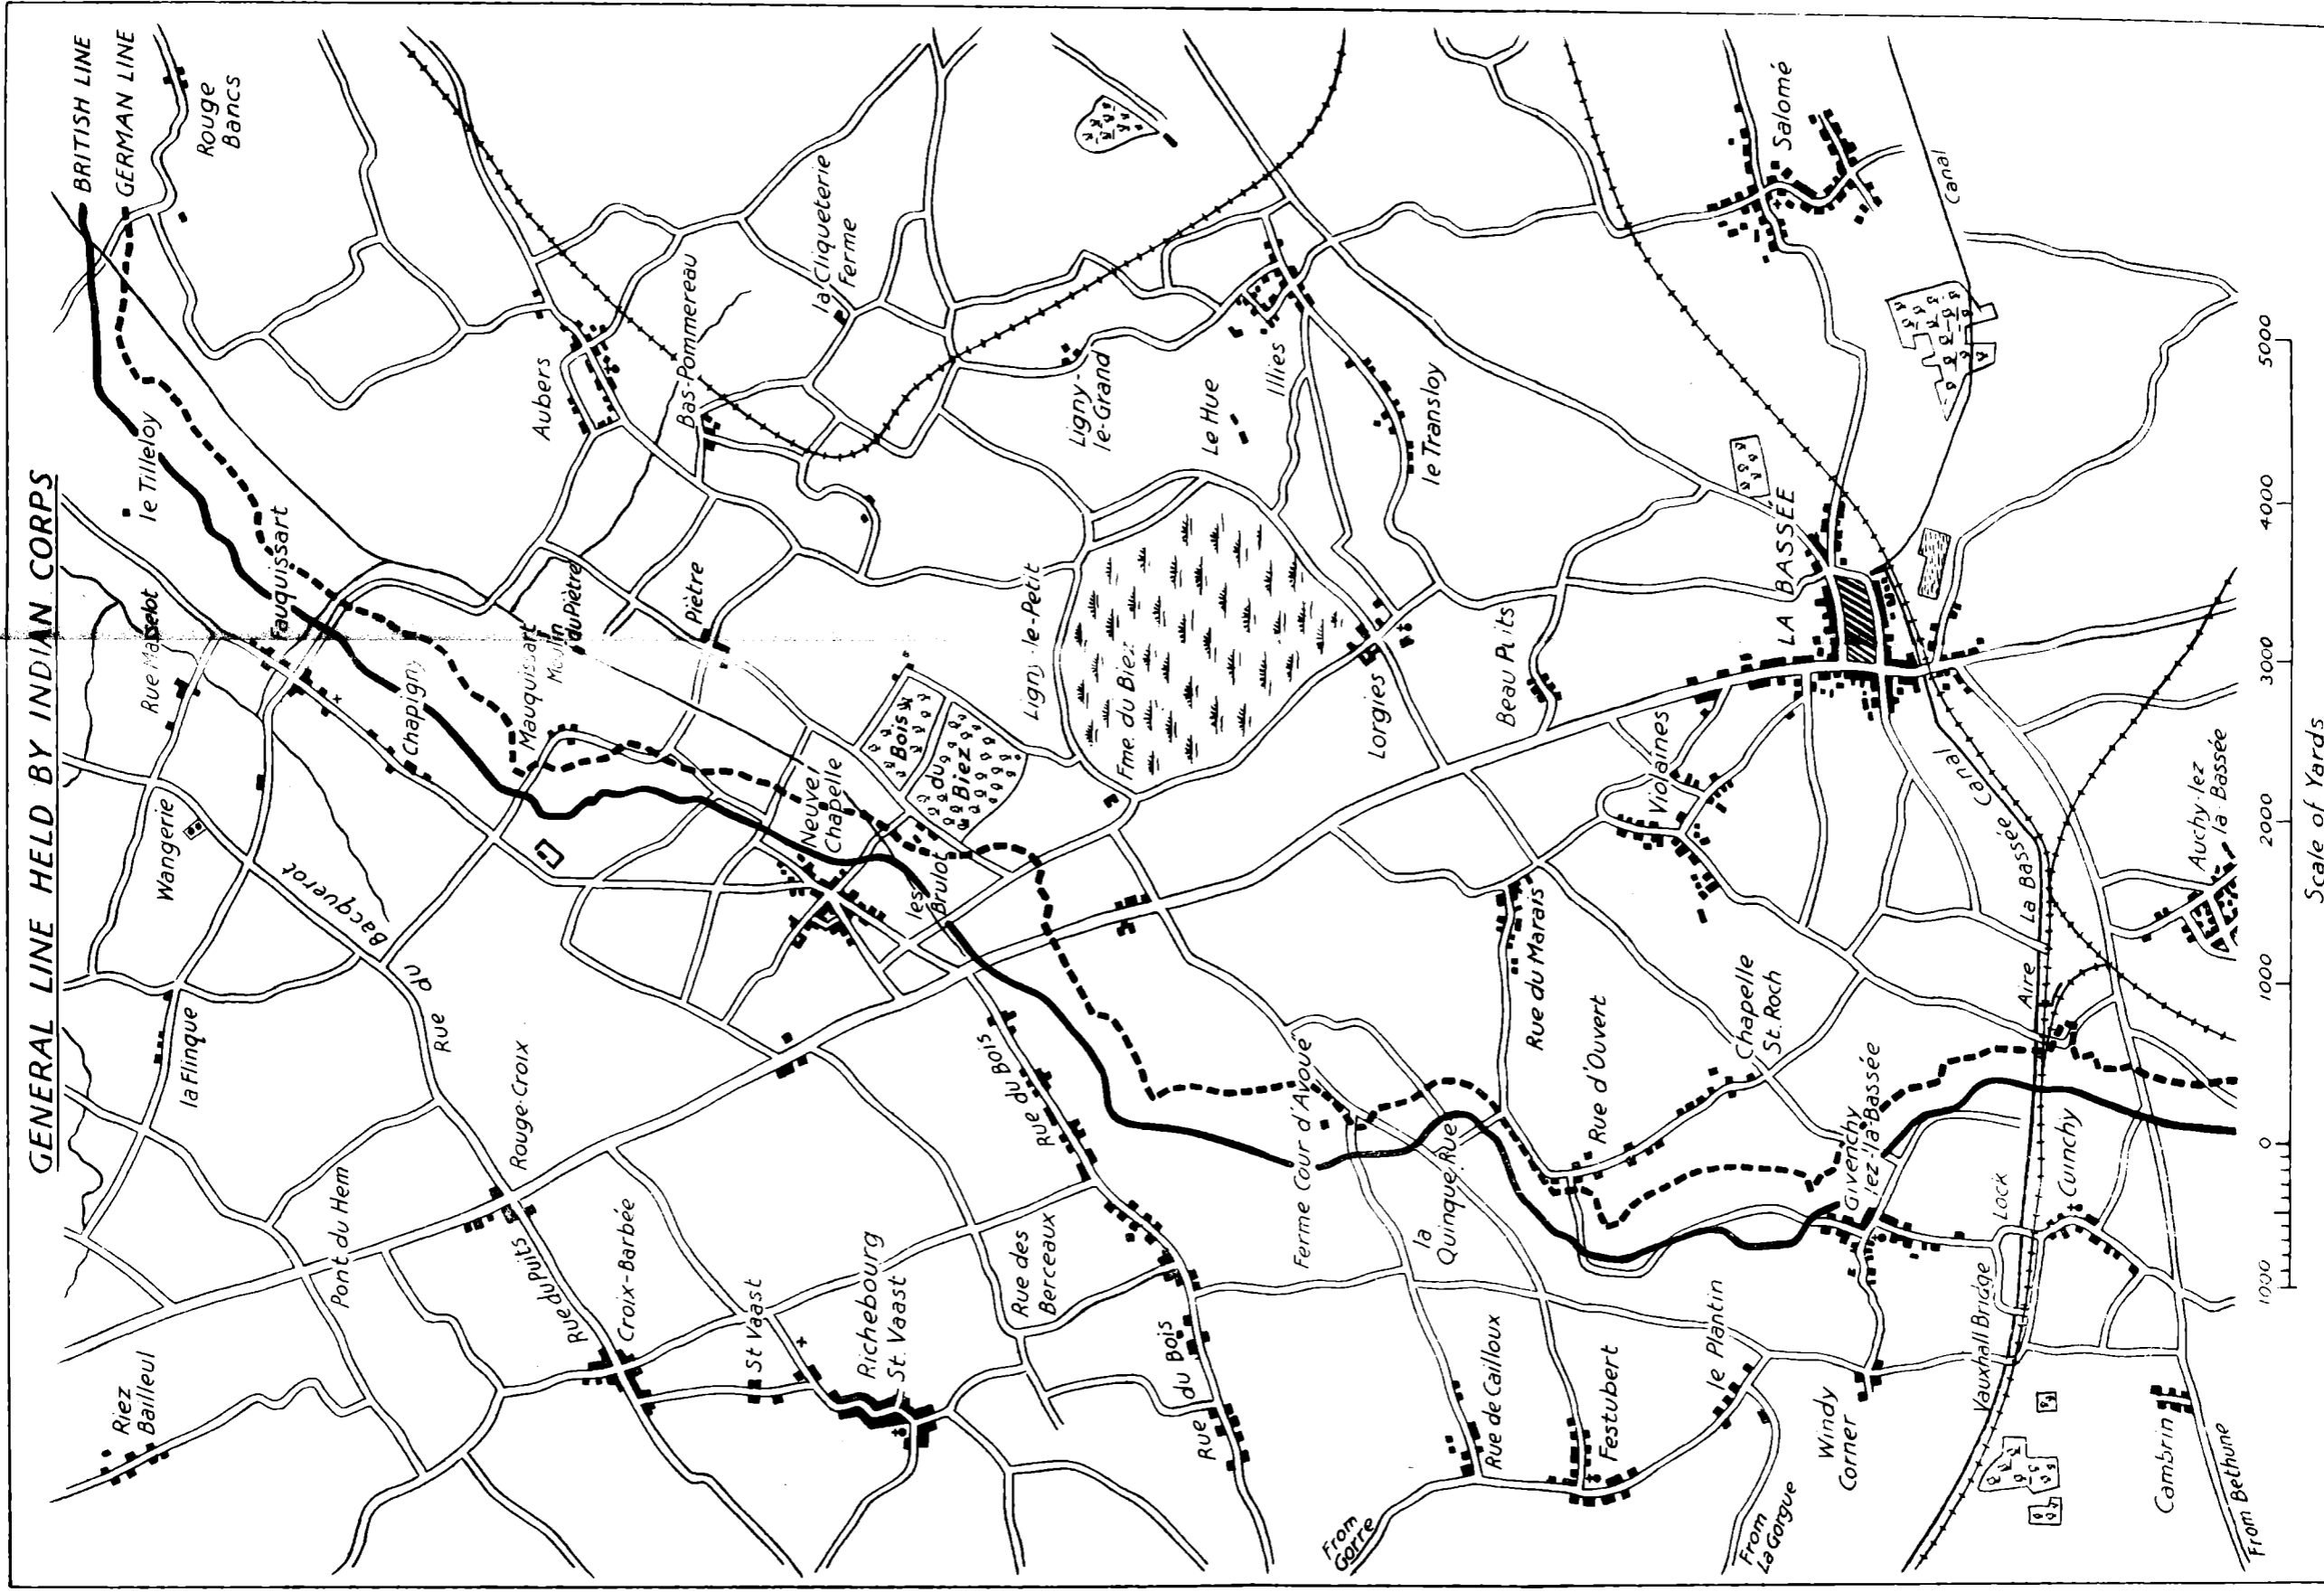 GENERAL LINE HELD BY INDIAN CORPS
BRITISH LINE
GERMAN LINE
Rouge
Bancs
le Tilleloy
Fauquissart
Rue Masselot
Wangerie
la Flinque
Rue du
Bacquerot
Chapigny
Mauquissart
Moulin
du Piètre
Piètre
Aubers
Bas-Pommereau
la Cliqueterie
Ferme
Riez
Bailleul
Pont du Hem
Rouge-Croix
Rue du Puits
Croix-Barbée
St Vaast
Richebourg
St. Vaast
Neuve
Chapelle
Bois
du
Biez
les
Brulot
Ligny-le-Petit
Ligny-
le-Grand
Fme. du Biez
Le Hue
Illies
le Transloy
Lorgies
Beau Puits
Rue du Bois
Rue des
Berceaux
Rue du Bois
Ferme Cour d'Avoué
la
Quinque Rue
Rue du Marais
Rue d'Ouvert
Chapelle
St. Roch
Violaines
LA BASSÉE
Salomé
Canal
Rue de Cailloux
Festubert
le Plantin
From
Gorre
From
La Gorgue
Windy
Corner
Givenchy
lez-la-Bassée
Vauxhall Bridge
Lock
Cuinchy
Aire La Bassée Canal
Auchy-lez
la Bassée
Cambrin
From Bethune
1000 0 1000 2000 3000 4000 5000
Scale of Yards